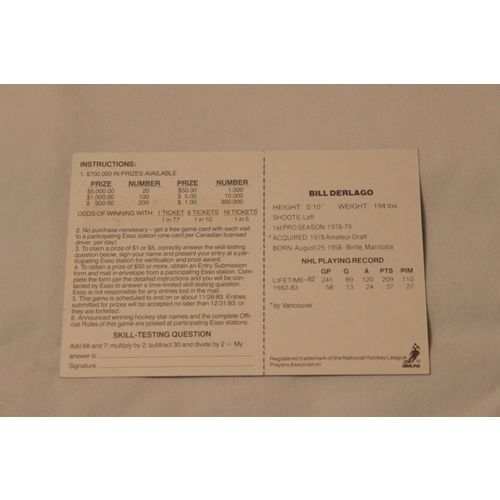 INSTRUCTIONS:
1. $700,000 IN PRIZES AVAILABLE
PRIZE NUMBER PRIZE NUMBER
$5,000.00 20 $50.00 1,000
$1,000.00 100 $ 5.00 10,000
$ 500.00 200 $ 1.00 300,000
ODDS OF WINNING WITH: 1 TICKET 8 TICKETS 16 TICKETS
1 in 77 1 in 10 1 in 5
2. No purchase necessary – get a free game card with each visit
to a participating Esso station (one card per Canadian licensed
driver, per day).
3. To claim a prize of $1 or $5, correctly answer the skill-testing
question below, sign your name and present your entry at a par-
ticipating Esso station for verification and prize award.
4. To obtain a prize of $50 or more, obtain an Entry Submission
form and mail in envelope from a participating Esso Station. Com-
plete the form and mail with ticket(s) intact and you will be con-
tacted by Esso to answer a time-limited skill-testing question.
Esso is not responsible for entries lost in the mail.
5. This game is scheduled to end on or about 11/26/83. Entries
submitted for prizes will be accepted no later than 12/31/83, or
they are forfeited.
6. Announced winning hockey star names and the complete Offi-
cial Rules of this game are posted at participating Esso stations.
SKILL-TESTING QUESTION
Add 68 and 7; multiply by 2; subtract 30 and divide by 2 = My
answer is
Signature
BILL DERLAGO
HEIGHT: 5'10" WEIGHT: 194 lbs
SHOOTS: Left
1st PRO SEASON: 1978-79
*ACQUIRED: 1978 Amateur Draft
BORN: August 25, 1958 - Birtle, Manitoba
NHL PLAYING RECORD
GP G A PTS PIM
LIFETIME-82 241 89 120 209 110
1982-83 58 13 24 37 27
*by Vancouver
Registered trademark of the National Hockey League
Players Association
NHLPA